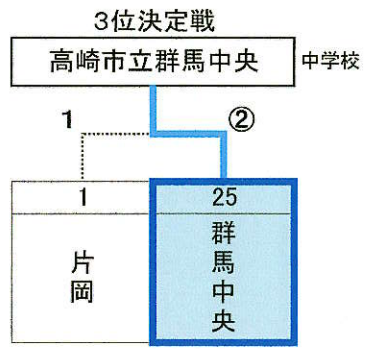 3位決定戦
高崎市立群馬中央 中学校
1 ②
1 25
片岡 群馬中央